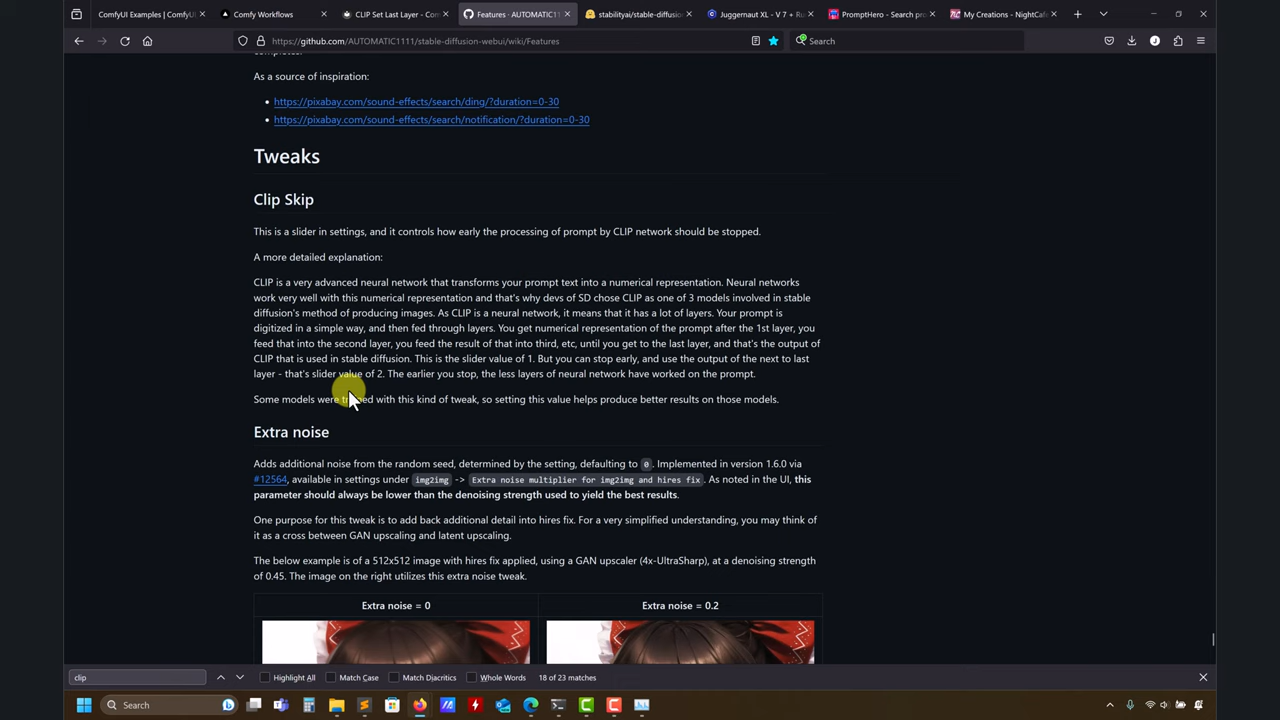 ComfyUI Examples | ComfyUI
Comfy Workflows
CLIP Set Last Layer - Com
Features · AUTOMATIC1111
stabilityai/stable-diffusion
Juggernaut XL - V 7 + Ru
PromptHero - Search pro
My Creations - NightCafe
https://github.com/AUTOMATIC1111/stable-diffusion-webui/wiki/Features
Search
As a source of inspiration:
https://pixabay.com/sound-effects/search/ding/?duration=0-30
https://pixabay.com/sound-effects/search/notification/?duration=0-30
Tweaks
Clip Skip
This is a slider in settings, and it controls how early the processing of prompt by CLIP network should be stopped.
A more detailed explanation:
CLIP is a very advanced neural network that transforms your prompt text into a numerical representation. Neural networks
work very well with this numerical representation and that's why devs of SD chose CLIP as one of 3 models involved in stable
diffusion's method of producing images. As CLIP is a neural network, it means that it has a lot of layers. Your prompt is
digitized in a simple way, and then fed through layers. You get numerical representation of the prompt after the 1st layer, you
feed that into the second layer, you feed the result of that into third, etc, until you get to the last layer, and that's the output of
CLIP that is used in stable diffusion. This is the slider value of 1. But you can stop early, and use the output of the next to last
layer - that's slider value of 2. The earlier you stop, the less layers of neural network have worked on the prompt.
Some models were trained with this kind of tweak, so setting this value helps produce better results on those models.
Extra noise
Adds additional noise from the random seed, determined by the setting, defaulting to 0. Implemented in version 1.6.0 via
#12564, available in settings under img2img -> Extra noise multiplier for img2img and hires fix. As noted in the UI, this
parameter should always be lower than the denoising strength used to yield the best results.
One purpose for this tweak is to add back additional detail into hires fix. For a very simplified understanding, you may think of
it as a cross between GAN upscaling and latent upscaling.
The below example is of a 512x512 image with hires fix applied, using a GAN upscaler (4x-UltraSharp), at a denoising strength
of 0.45. The image on the right utilizes this extra noise tweak.
Extra noise = 0
Extra noise = 0.2
clip
Highlight All
Match Case
Match Diacritics
Whole Words
18 of 23 matches
Search